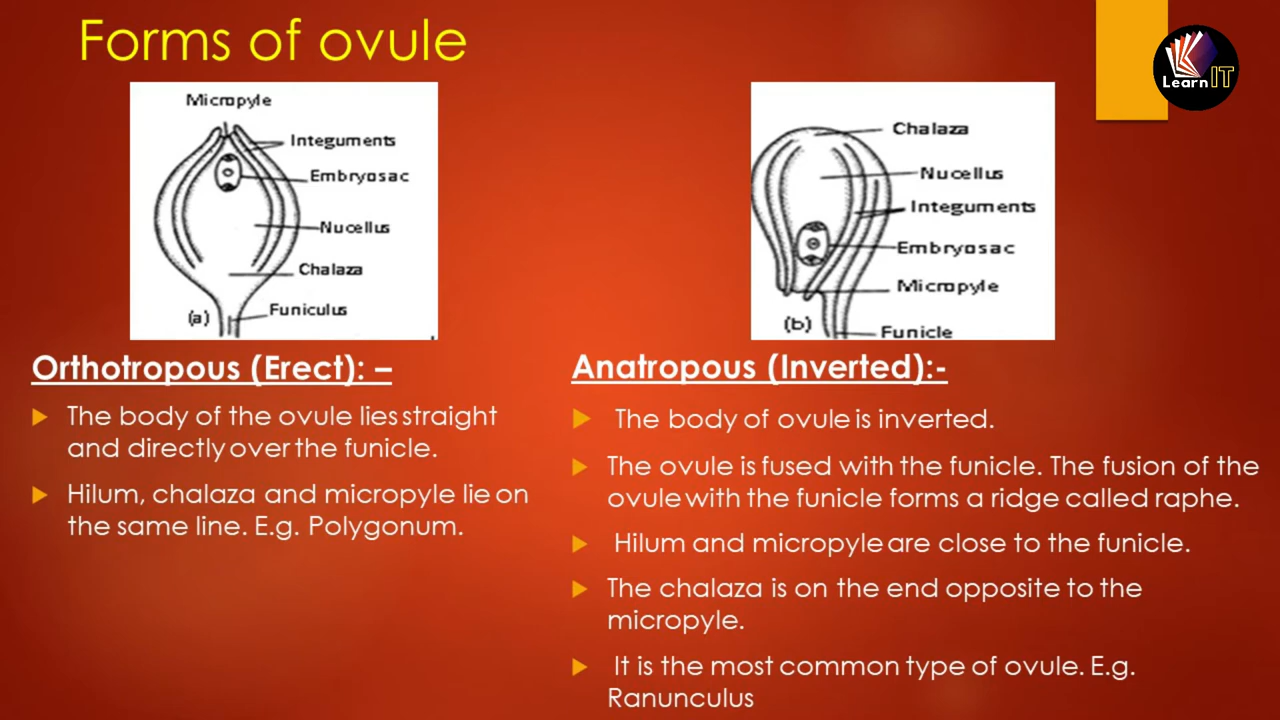 Forms of ovule
Learn IT
Micropyle
Integuments
Embryosac
Nucellus
Chalaza
Funiculus
(a)
Chalaza
Nucellus
Integuments
Embryosac
Micropyle
(b)
Funicle
Orthotropous (Erect): –
The body of the ovule lies straight
and directly over the funicle.
Hilum, chalaza and micropyle lie on
the same line. E.g. Polygonum.
Anatropous (Inverted):-
The body of ovule is inverted.
The ovule is fused with the funicle. The fusion of the
ovule with the funicle forms a ridge called raphe.
Hilum and micropyle are close to the funicle.
The chalaza is on the end opposite to the
micropyle.
It is the most common type of ovule. E.g.
Ranunculus